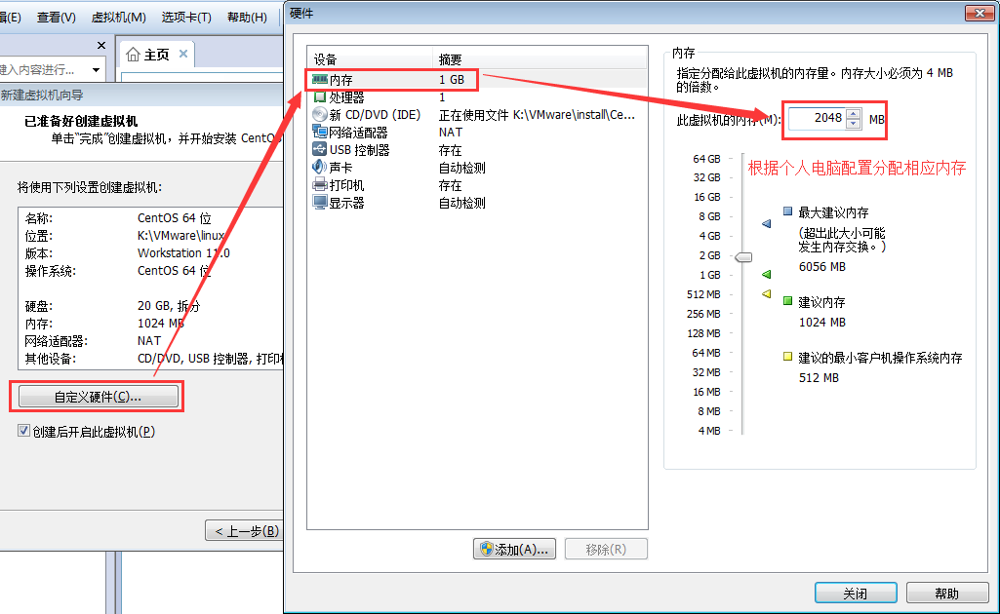 辑(E) 查看(V) 虚拟机(M) 选项卡(T) 帮助(H)
键入内容进行...
主页
新建虚拟机向导
已准备好创建虚拟机
单击“完成”创建虚拟机，并开始安装 CentOS
将使用下列设置创建虚拟机:
名称: CentOS 64 位
位置: K:\VMware\linux
版本: Workstation 11.0
操作系统: CentOS 64 位
硬盘: 20 GB, 拆分
内存: 1024 MB
网络适配器: NAT
其他设备: CD/DVD, USB 控制器, 打印机
自定义硬件(C)...
创建后开启此虚拟机(P)
< 上一步(B)
硬件
设备 摘要
内存 1 GB
处理器 1
新 CD/DVD (IDE) 正在使用文件 K:\VMware\install\Ce...
网络适配器 NAT
USB 控制器 存在
声卡 自动检测
打印机 存在
显示器 自动检测
添加(A)... 移除(R)
内存
指定分配给此虚拟机的内存量。内存大小必须为 4 MB
的倍数。
此虚拟机的内存(M): 2048 MB
根据个人电脑配置分配相应内存
64 GB
32 GB
16 GB
8 GB
4 GB
2 GB
1 GB
512 MB
256 MB
128 MB
64 MB
32 MB
16 MB
8 MB
4 MB
最大建议内存
(超出此大小可能
发生内存交换。)
6056 MB
建议内存
1024 MB
建议的最小客户机操作系统内存
512 MB
关闭 帮助